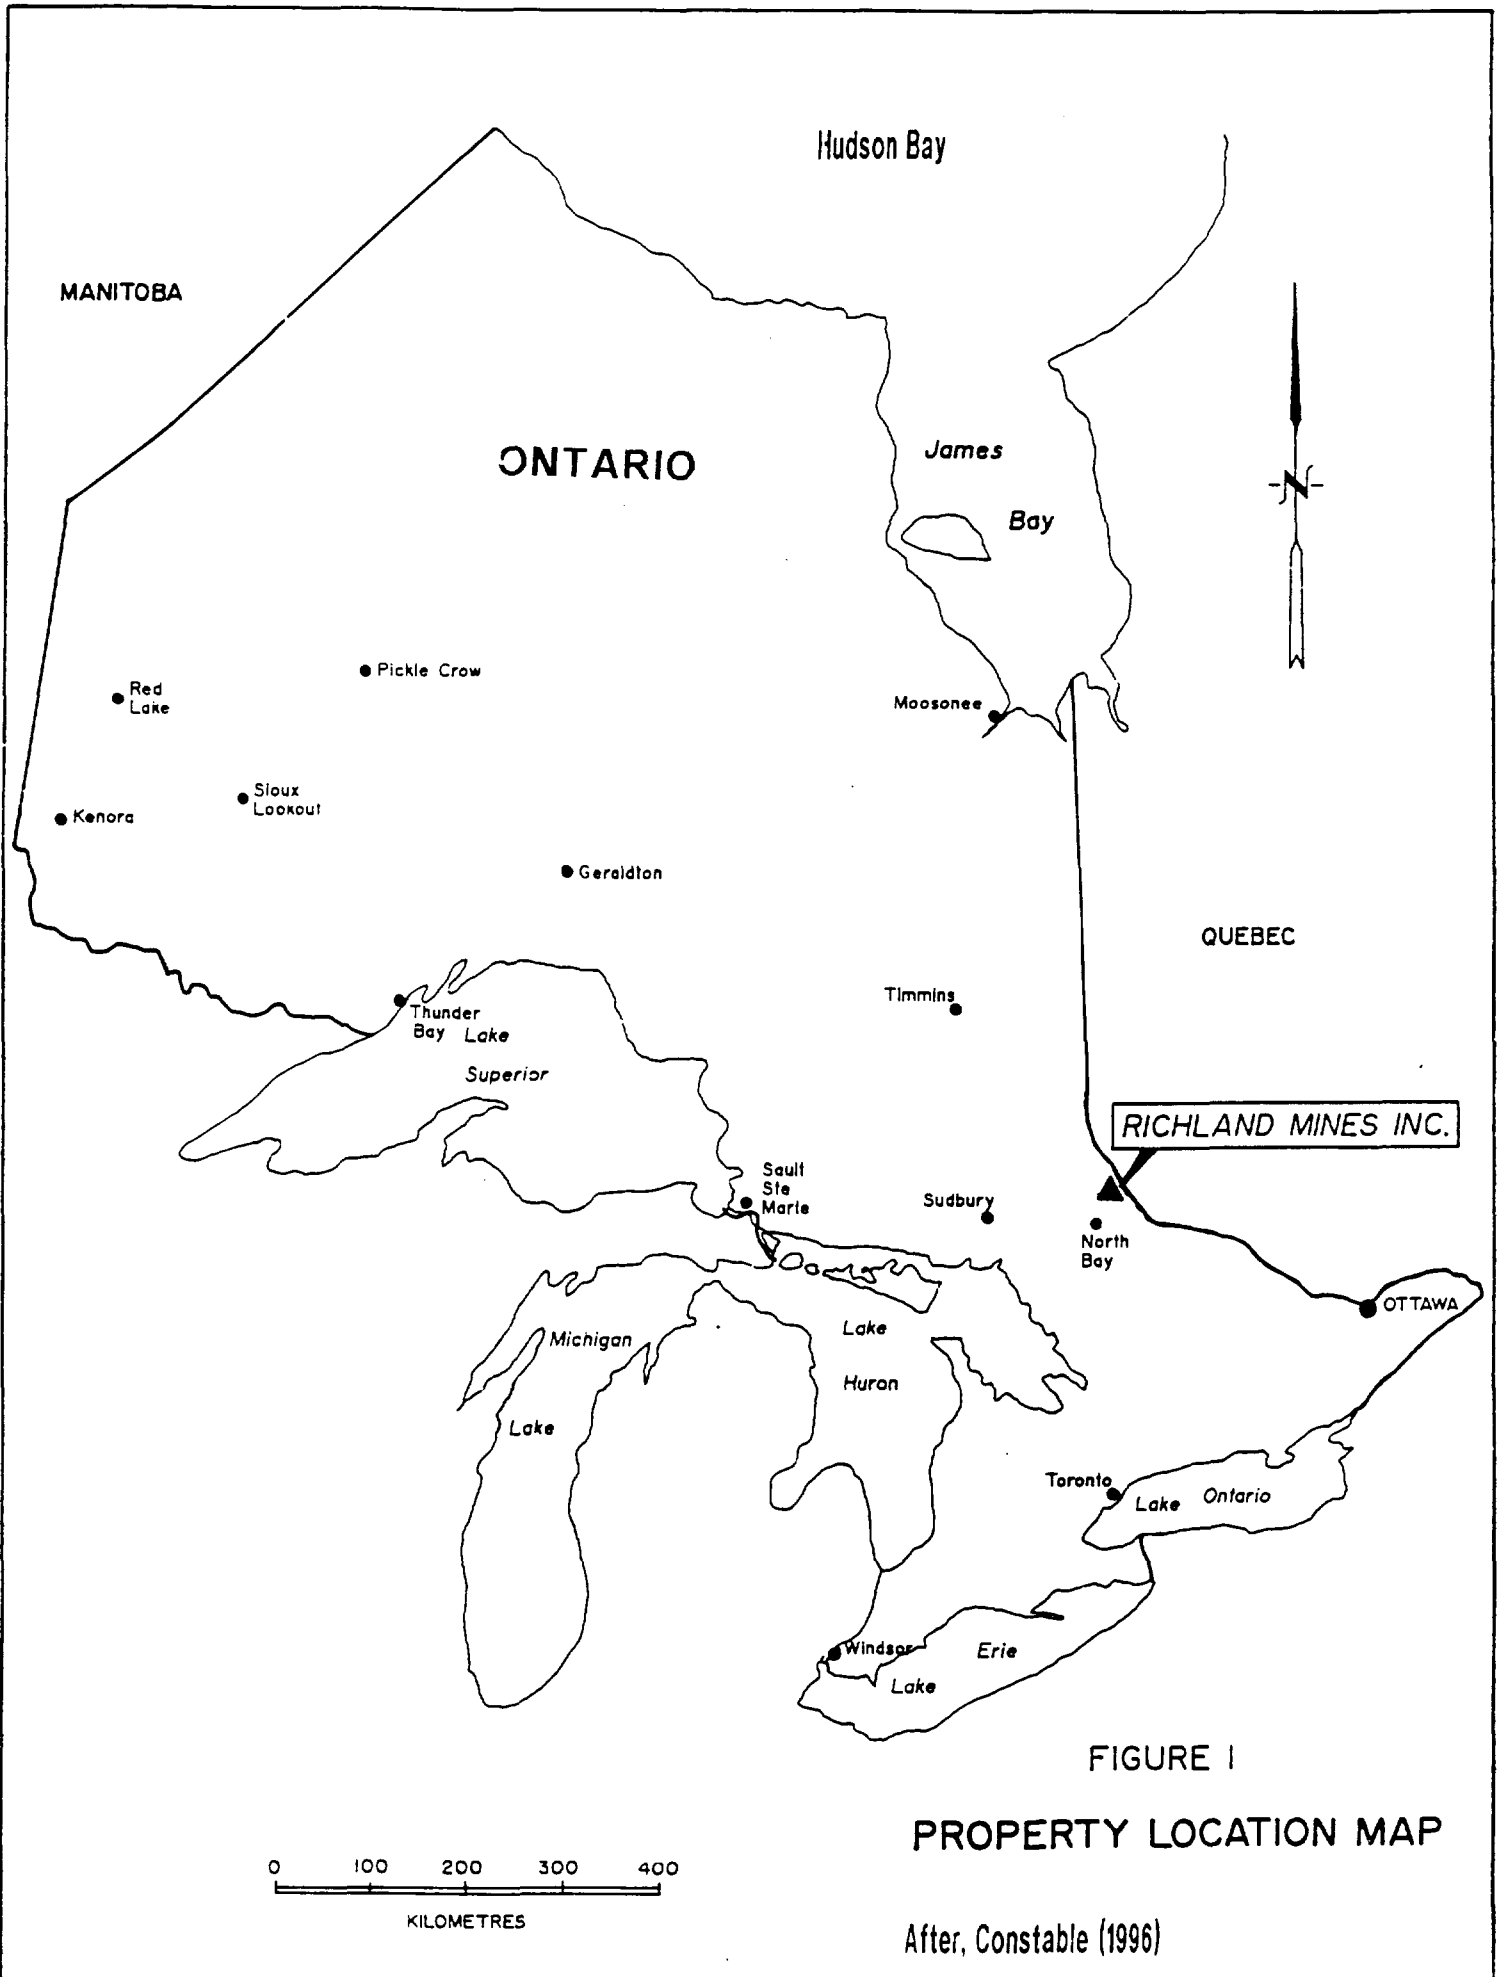 Hudson Bay
MANITOBA
ONTARIO
James
Bay
N
Pickle Crow
Red
Lake
Moosonee
Sioux
Lookout
Kenora
Geraldton
QUEBEC
Timmins
Thunder
Bay
Lake
Superior
RICHLAND MINES INC.
Sault
Ste
Marie
Sudbury
North
Bay
OTTAWA
Michigan
Lake
Lake
Huron
Toronto
Lake Ontario
Windsor
Erie
Lake
FIGURE 1
PROPERTY LOCATION MAP
0 100 200 300 400
KILOMETRES
After, Constable (1996)